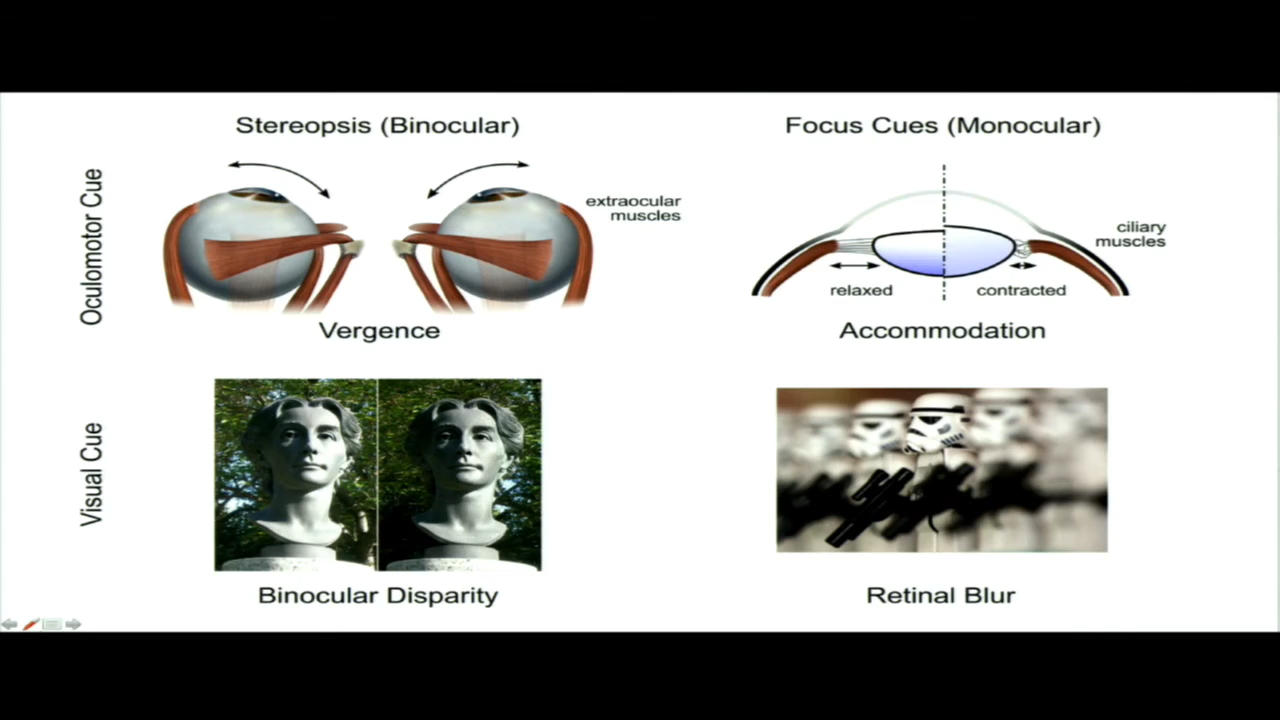 Stereopsis (Binocular)
Focus Cues (Monocular)
Oculomotor Cue
extraocular
muscles
ciliary
muscles
relaxed
contracted
Vergence
Accommodation
Visual Cue
Binocular Disparity
Retinal Blur